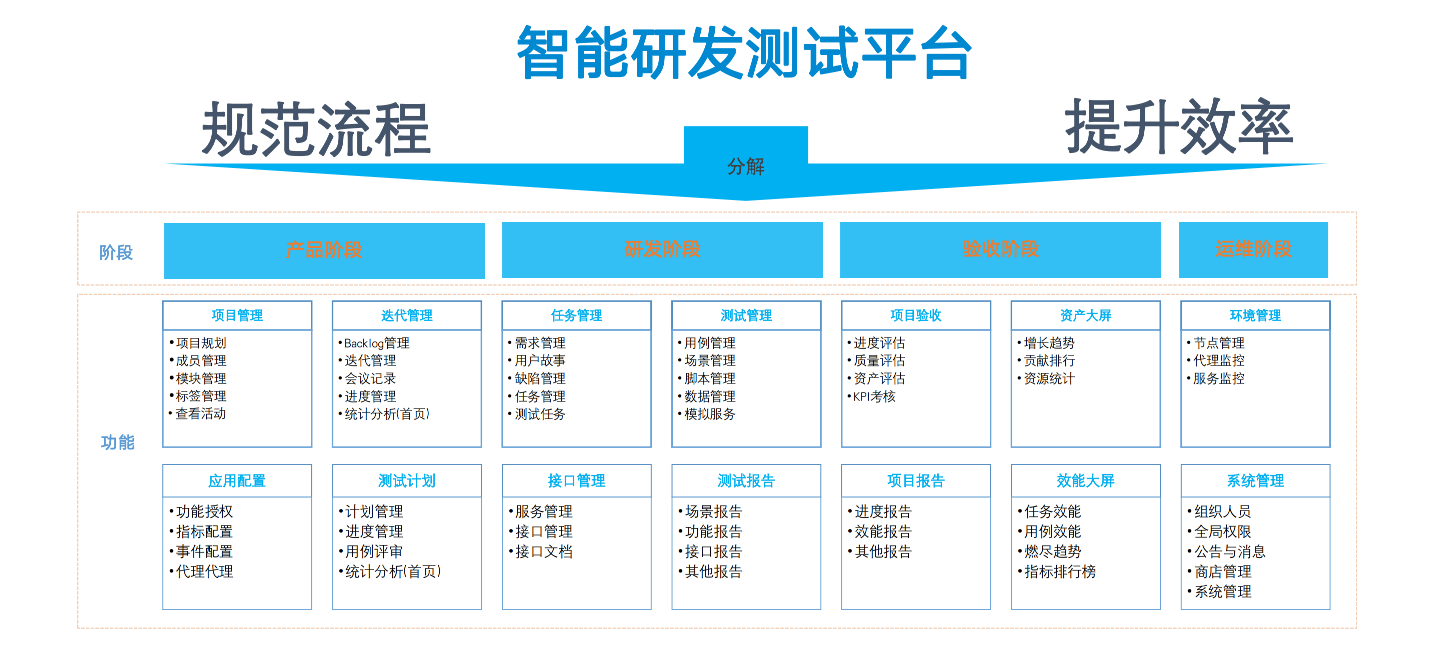 智能研发测试平台
规范流程
提升效率
分解
阶段
产品阶段
研发阶段
验收阶段
运维阶段
功能
项目管理
•项目规划
•成员管理
•模块管理
•标签管理
•查看活动
迭代管理
•Backlog管理
•迭代管理
•会议记录
•进度管理
•统计分析(首页)
任务管理
•需求管理
•用户故事
•缺陷管理
•任务管理
•测试任务
测试管理
•用例管理
•场景管理
•脚本管理
•数据管理
•模拟服务
项目验收
•进度评估
•质量评估
•资产评估
•KPI考核
资产大屏
•增长趋势
•贡献排行
•资源统计
环境管理
•节点管理
•代理监控
•服务监控
应用配置
•功能授权
•指标配置
•事件配置
•代理代理
测试计划
•计划管理
•进度管理
•用例评审
•统计分析(首页)
接口管理
•服务管理
•接口管理
•接口文档
测试报告
•场景报告
•功能报告
•接口报告
•其他报告
项目报告
•进度报告
•效能报告
•其他报告
效能大屏
•任务效能
•用例效能
•燃尽趋势
•指标排行榜
系统管理
•组织人员
•全局权限
•公告与消息
•商店管理
•系统管理